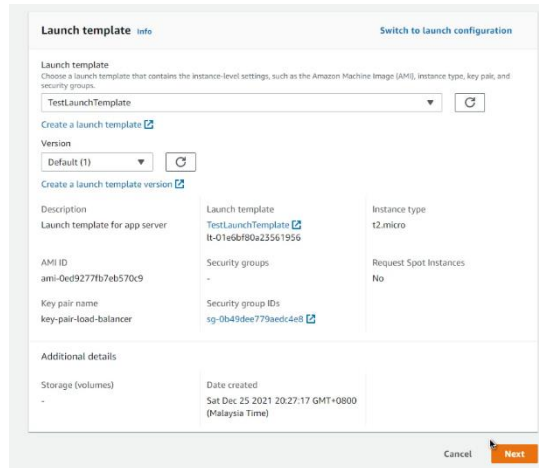 Launch template Info
Switch to launch configuration
Launch template
Choose a launch template that contains the instance-level settings, such as the Amazon Machine Image (AMI), instance type, key pair, and
security groups.
TestLaunchTemplate
Create a launch template
Version
Default (1)
Create a launch template version
Description
Launch template for app server
Launch template
TestLaunchTemplate
lt-01e6bf80a23561956
Instance type
t2.micro
AMI ID
ami-0ed9277fb7eb570c9
Security groups
-
Request Spot Instances
No
Key pair name
key-pair-load-balancer
Security group IDs
sg-0b49dee779aedc4e8
Additional details
Storage (volumes)
-
Date created
Sat Dec 25 2021 20:27:17 GMT+0800
(Malaysia Time)
Cancel
Next